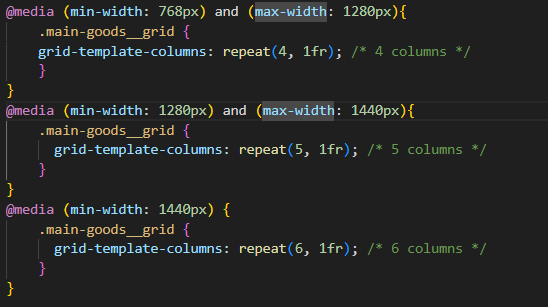 @media (min-width: 768px) and (max-width: 1280px){
.main-goods__grid {
grid-template-columns: repeat(4, 1fr); /* 4 columns */
}
}
@media (min-width: 1280px) and (max-width: 1440px){
.main-goods__grid {
grid-template-columns: repeat(5, 1fr); /* 5 columns */
}
}
@media (min-width: 1440px) {
.main-goods__grid {
grid-template-columns: repeat(6, 1fr); /* 6 columns */
}
}